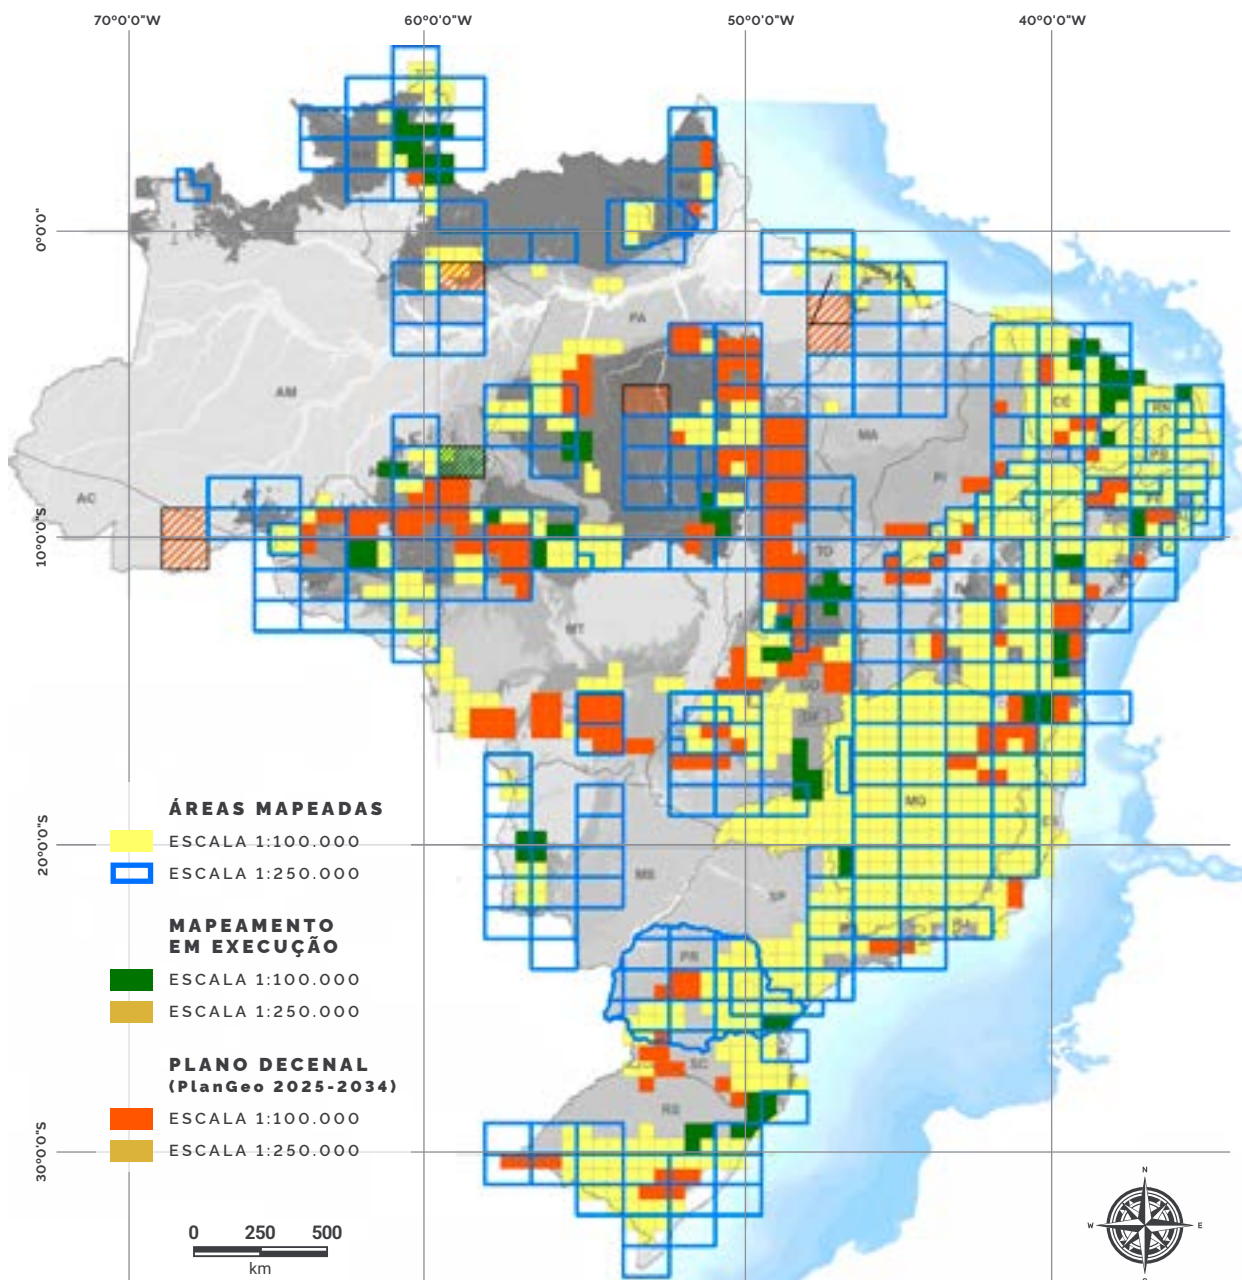 70°0'0"W
60°0'0"W
50°0'0"W
40°0'0"W
0°0'0"
10°0'0"S
20°0'0"S
30°0'0"S
PA
AM
AC
MA
PI
CE
RN
PB
TO
MT
GO
DF
MG
ES
MS
SP
RJ
PR
SC
RS
ÁREAS MAPEADAS
ESCALA 1:100.000
ESCALA 1:250.000
MAPEAMENTO
EM EXECUÇÃO
ESCALA 1:100.000
ESCALA 1:250.000
PLANO DECENAL
(PlanGeo 2025-2034)
ESCALA 1:100.000
ESCALA 1:250.000
0 250 500
km
N
W
E